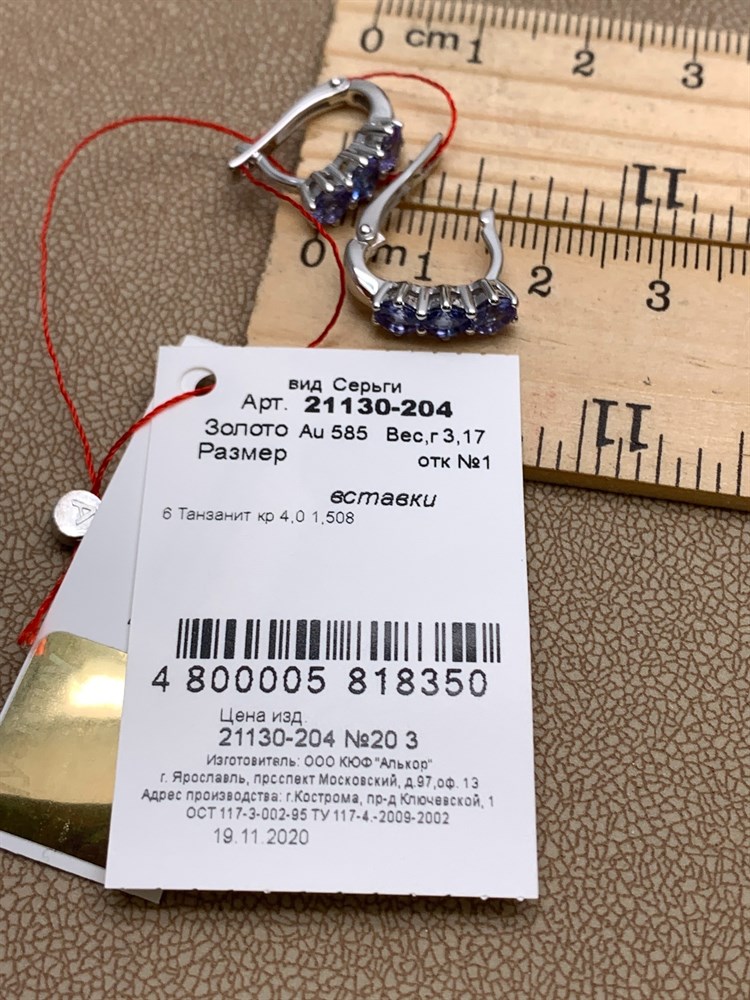 0 cm 1 2 3
11
0 cm 1 2 3
11
вид Серьги
Арт. 21130-204
Золото Au 585 Вес,г 3,17
Размер отк №1
вставки
6 Танзанит кр 4,0 1,508
4 800005 818350
Цена изд.
21130-204 №20 3
Изготовитель: ООО КЮФ "Алькор"
г. Ярославль, прсспект Московский, д.97,оф. 13
Адрес производства: г.Кострома, пр-д Ключевской, 1
ОСТ 117-3-002-95 ТУ 117-4.-2009-2002
19.11.2020